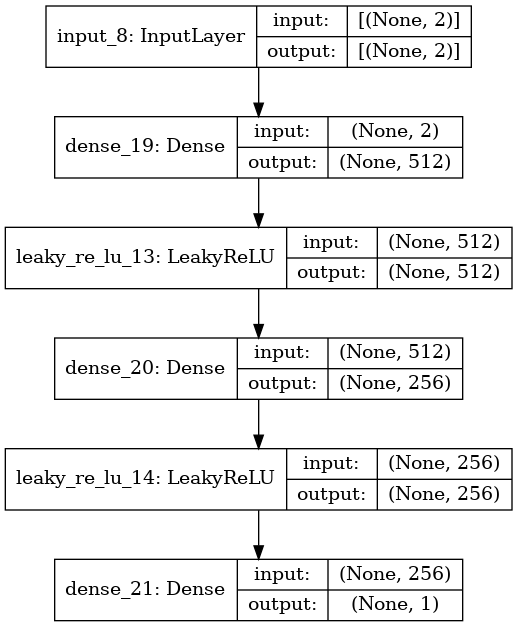 input_8: InputLayer
input:
[(None, 2)]
output:
[(None, 2)]
dense_19: Dense
input:
(None, 2)
output:
(None, 512)
leaky_re_lu_13: LeakyReLU
input:
(None, 512)
output:
(None, 512)
dense_20: Dense
input:
(None, 512)
output:
(None, 256)
leaky_re_lu_14: LeakyReLU
input:
(None, 256)
output:
(None, 256)
dense_21: Dense
input:
(None, 256)
output:
(None, 1)